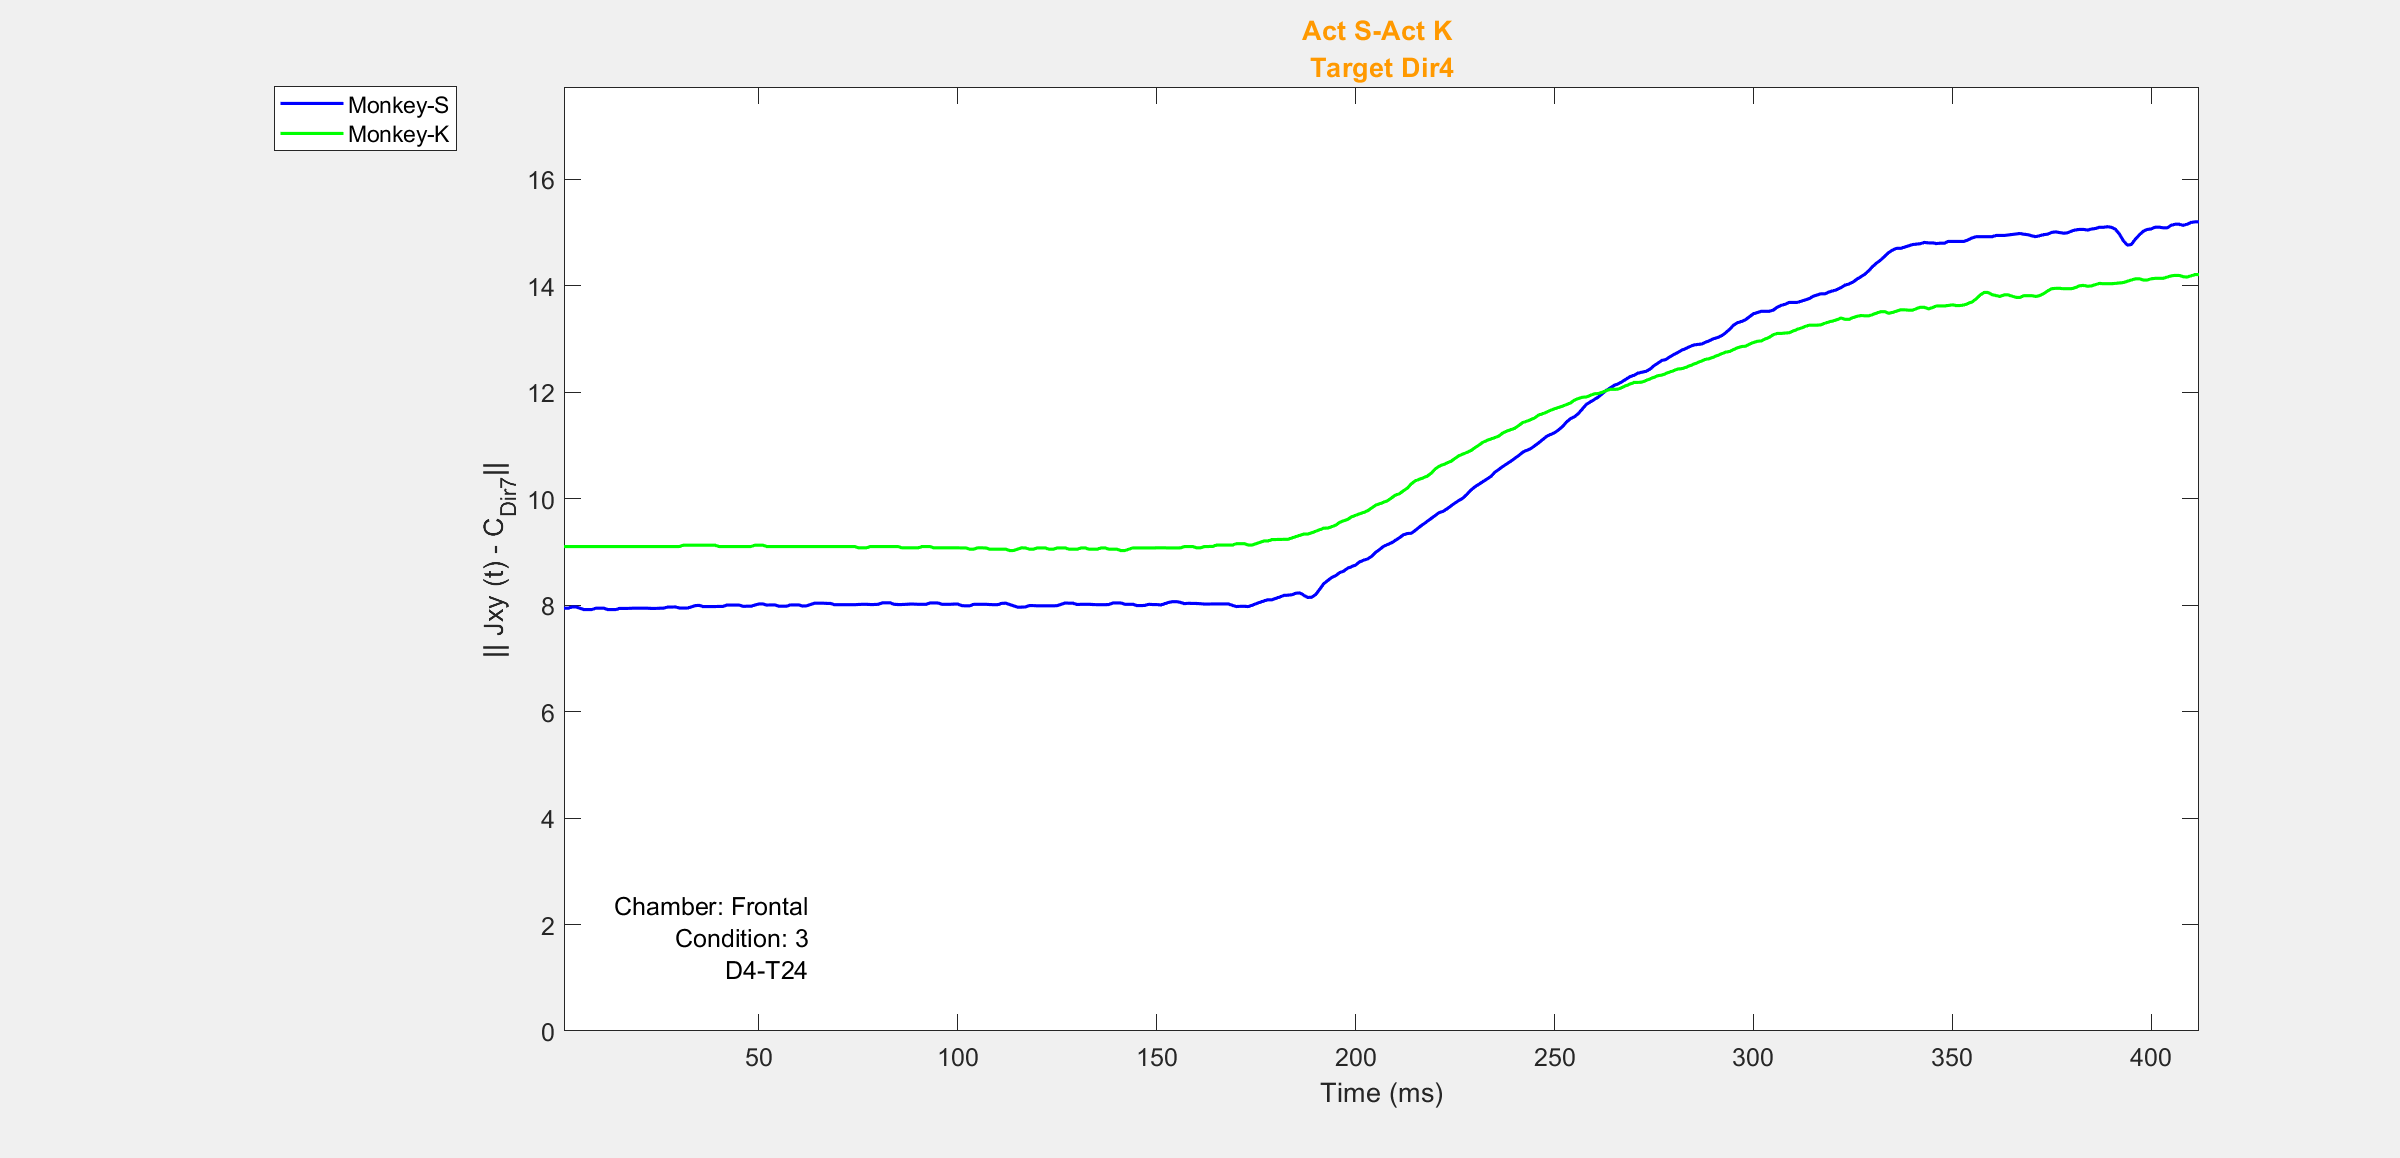 Act S-Act K
Target Dir4
Monkey-S
Monkey-K
|| Jxy (t) - C_Dir7||
16
14
12
10
8
6
4
2
0
Chamber: Frontal
Condition: 3
D4-T24
50 100 150 200 250 300 350 400
Time (ms)